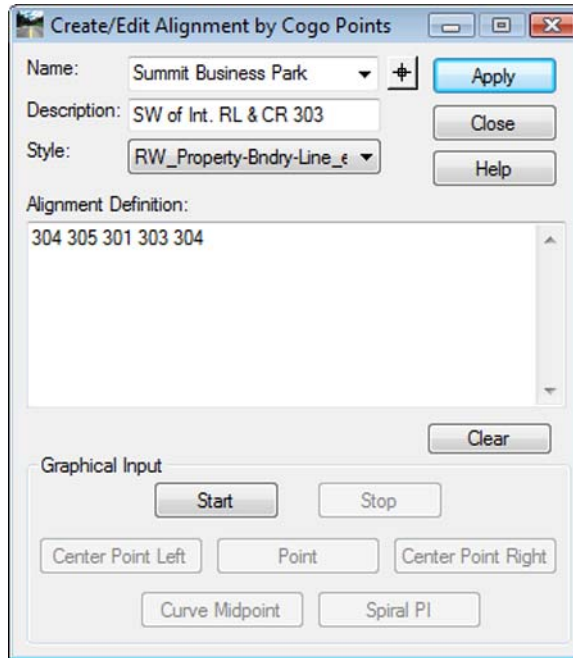 Create/Edit Alignment by Cogo Points
Name: Summit Business Park
Apply
Description: SW of Int. RL & CR 303
Close
Style: RW_Property-Bndry-Line_e
Help
Alignment Definition:
304 305 301 303 304
Clear
Graphical Input
Start Stop
Center Point Left Point Center Point Right
Curve Midpoint Spiral PI